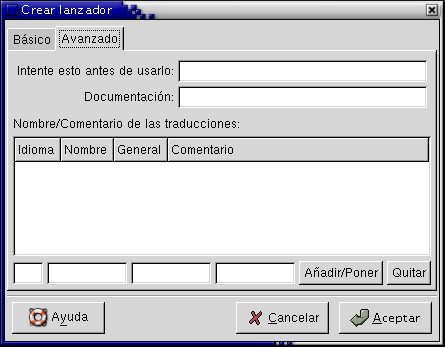 Crear lanzador
Básico Avanzado
Intente esto antes de usarlo:
Documentación:
Nombre/Comentario de las traducciones:
Idioma Nombre General Comentario
Añadir/Poner Quitar
Ayuda Cancelar Aceptar